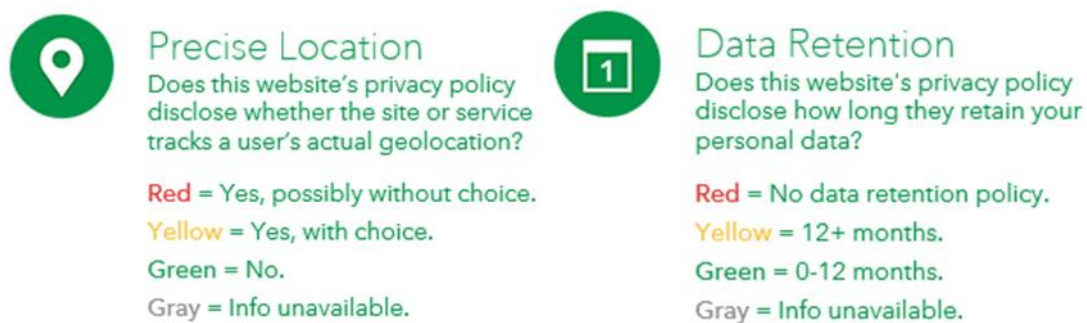 Precise Location
Does this website’s privacy policy
disclose whether the site or service
tracks a user’s actual geolocation?
Red = Yes, possibly without choice.
Yellow = Yes, with choice.
Green = No.
Gray = Info unavailable.
1
Data Retention
Does this website's privacy policy
disclose how long they retain your
personal data?
Red = No data retention policy.
Yellow = 12+ months.
Green = 0-12 months.
Gray = Info unavailable.